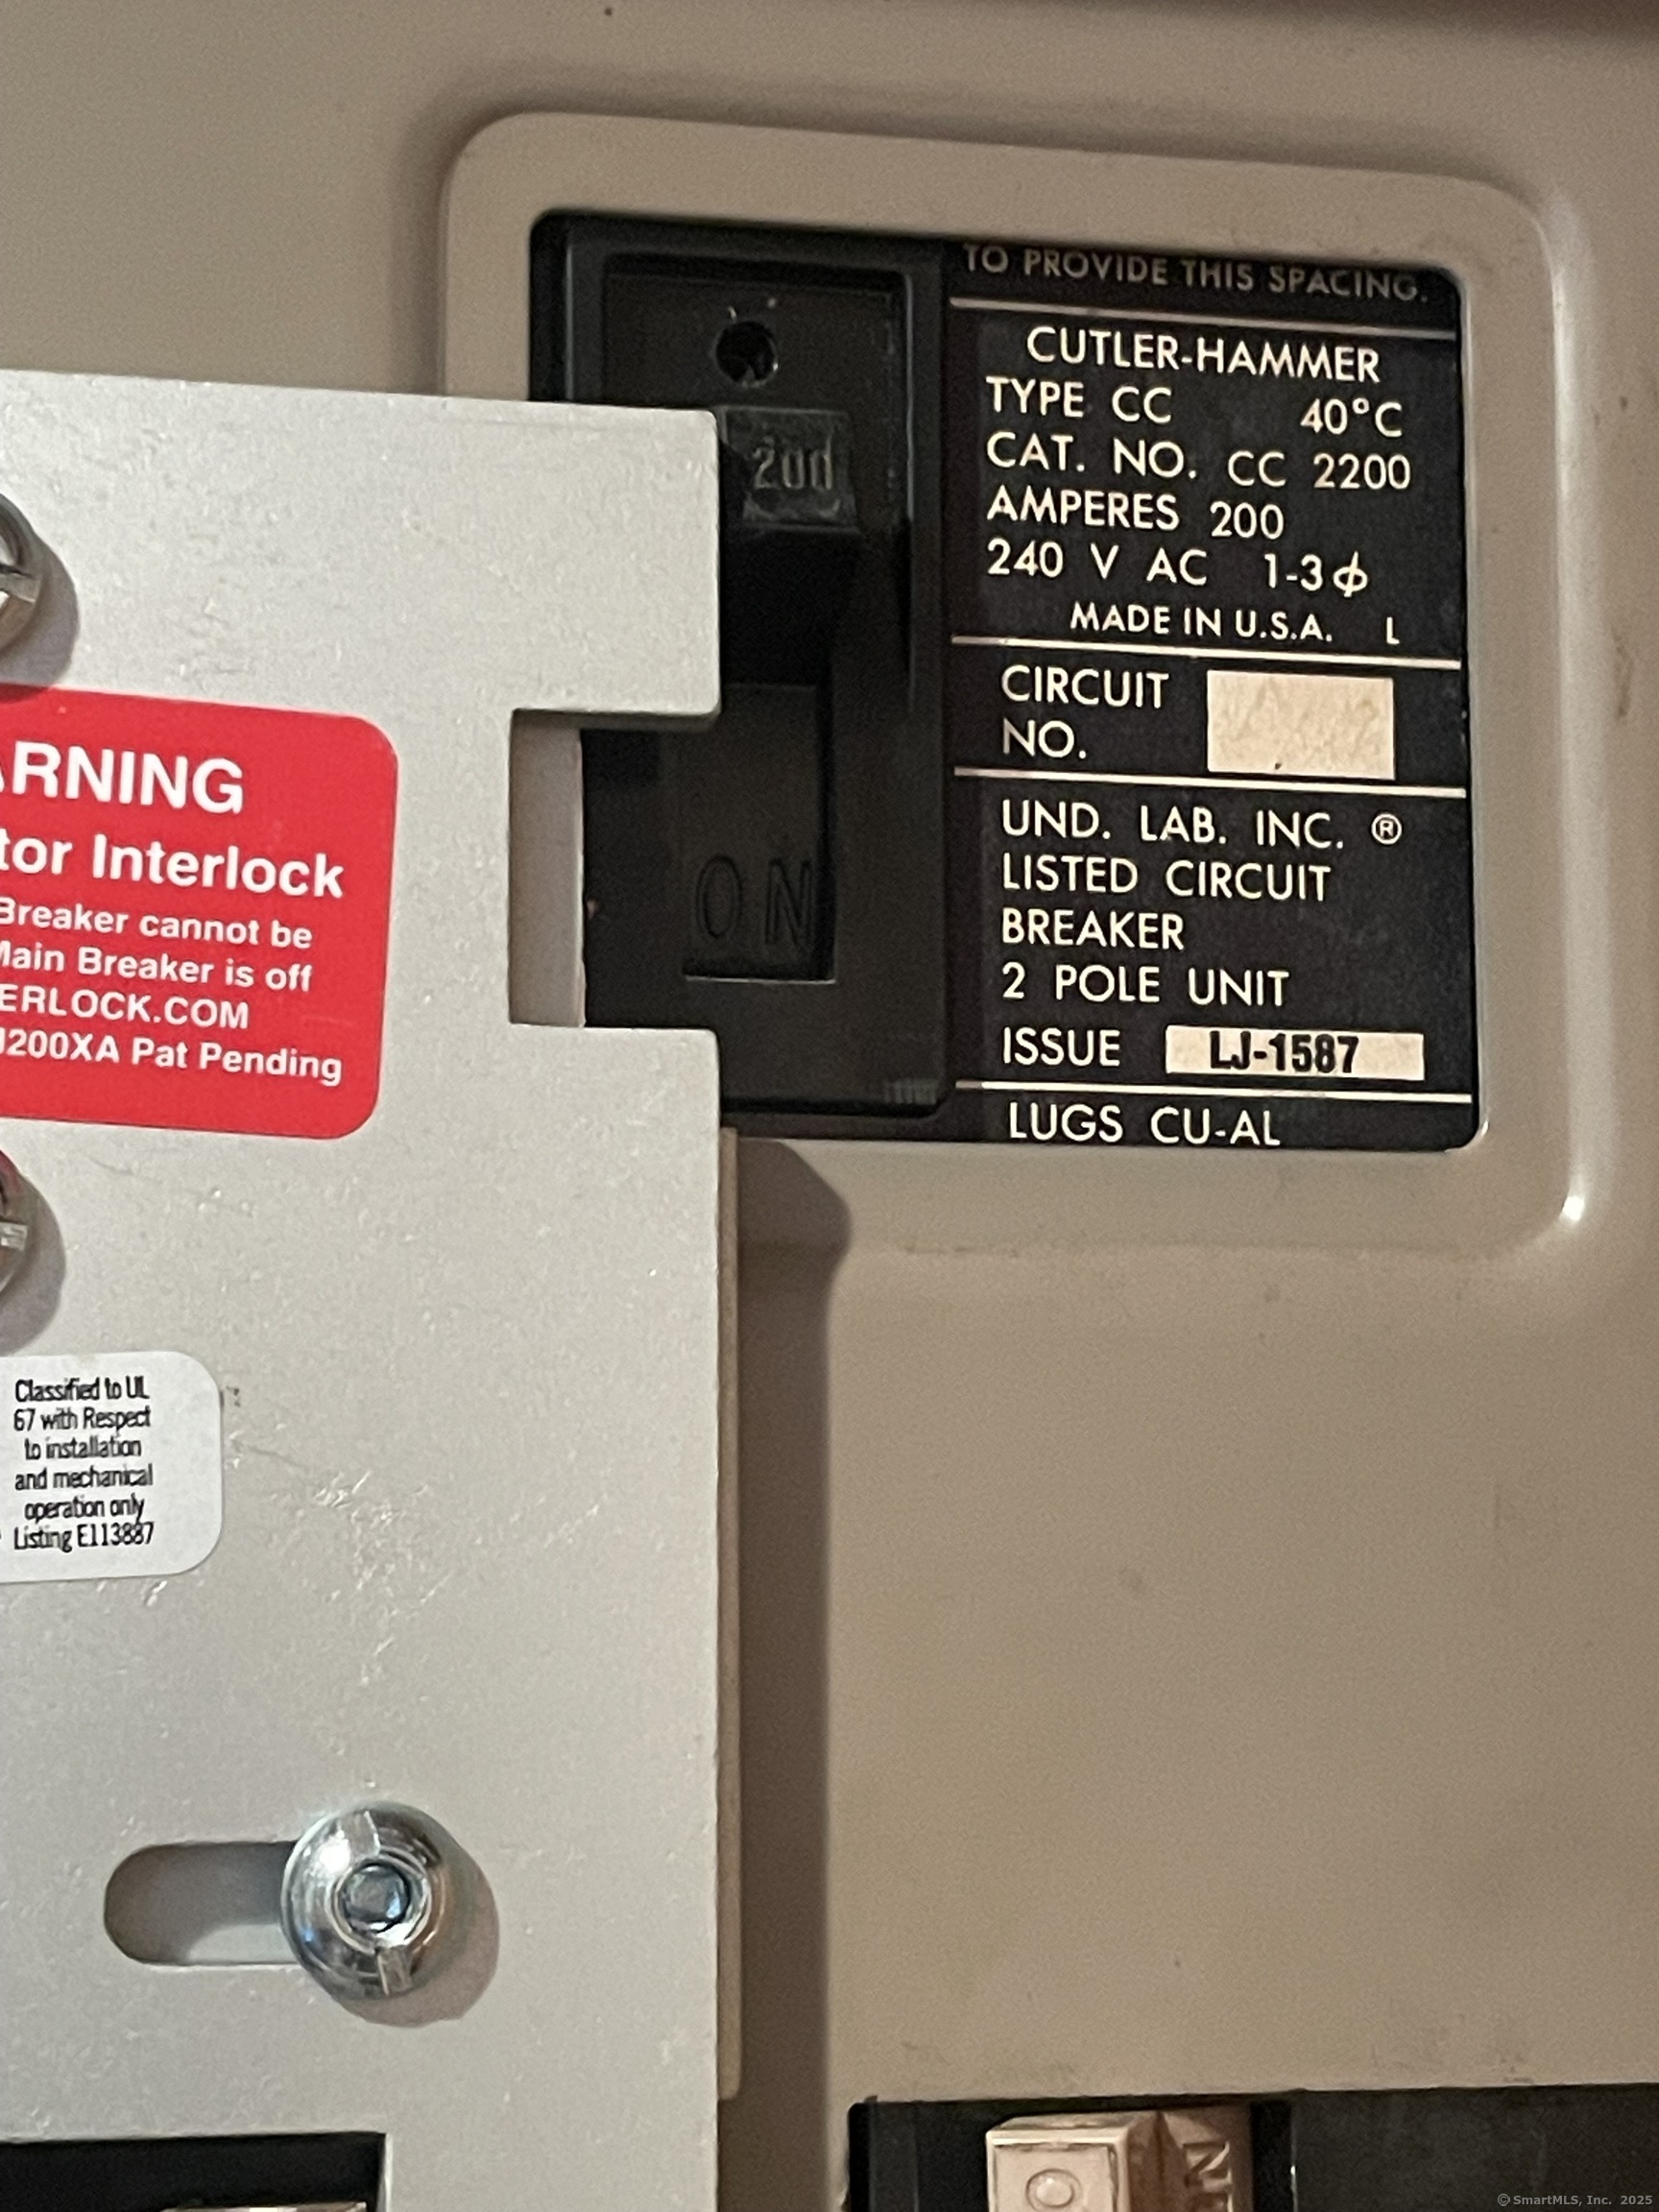 TO PROVIDE THIS SPACING.
CUTLER-HAMMER
TYPE CC 40°C
CAT. NO. CC 2200
AMPERES 200
240 V AC 1-3ϕ
MADE IN U.S.A. L
CIRCUIT
NO.
UND. LAB. INC. ®
LISTED CIRCUIT
BREAKER
2 POLE UNIT
ISSUE LJ-1587
LUGS CU-AL
200
ON
ARNING
tor Interlock
Breaker cannot be
Main Breaker is off
ERLOCK.COM
J200XA Pat Pending
Classified to UL
67 with Respect
to installation
and mechanical
operation only
Listing E113887
© SmartMLS, Inc. 2025